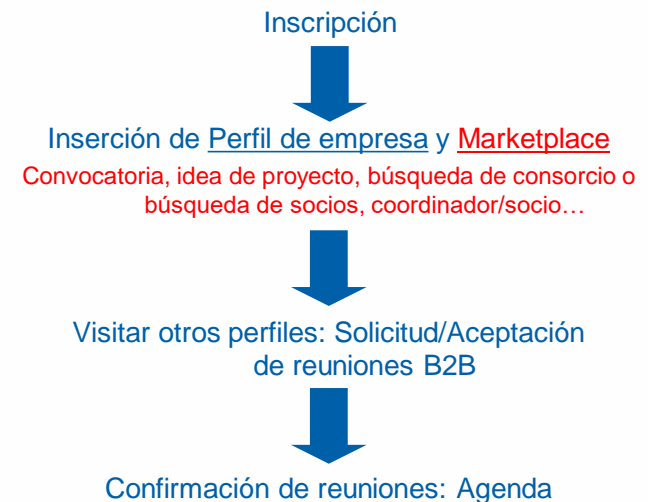 Inscripción
Inserción de Perfil de empresa y Marketplace
Convocatoria, idea de proyecto, búsqueda de consorcio o
búsqueda de socios, coordinador/socio…
Visitar otros perfiles: Solicitud/Aceptación
de reuniones B2B
Confirmación de reuniones: Agenda